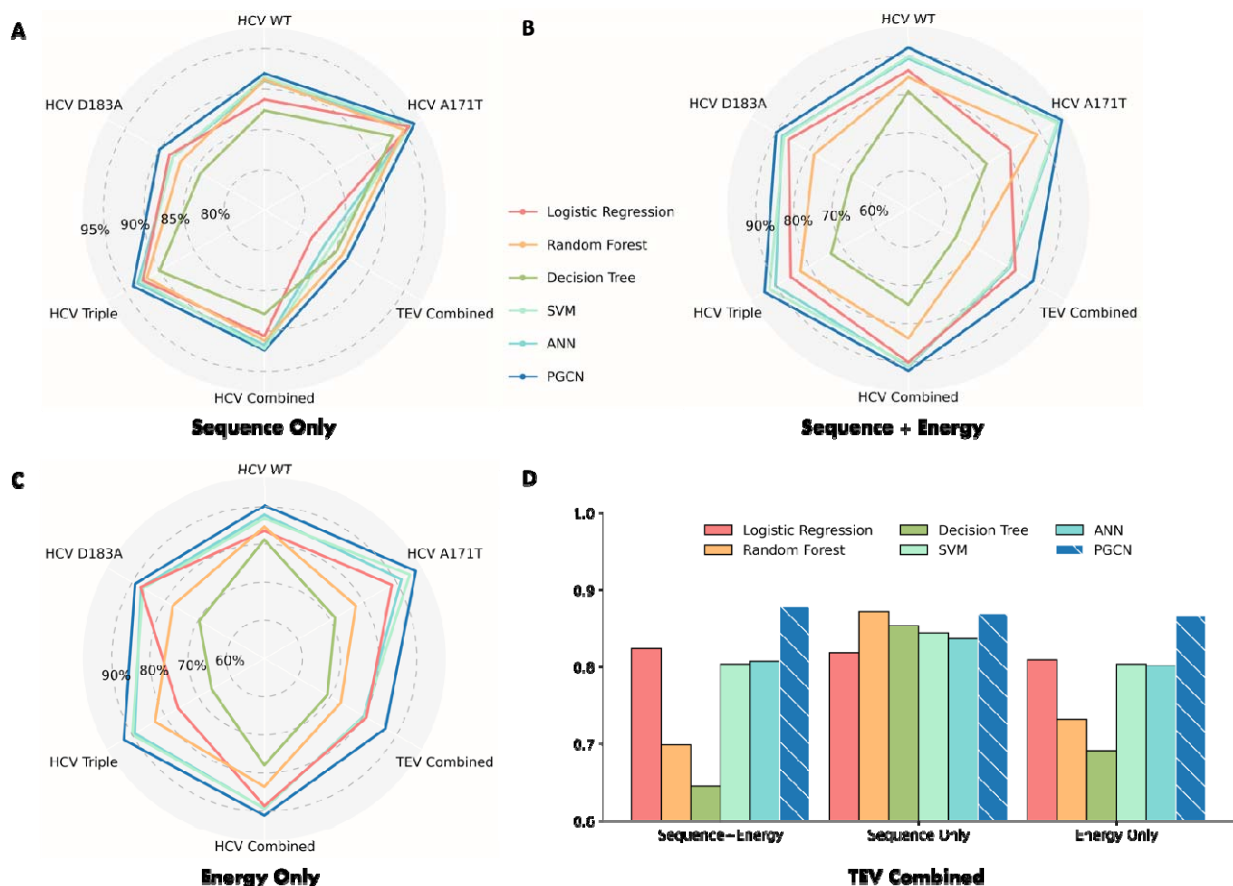 A
HCV WT
HCV D183A
HCV A171T
80%
85%
90%
95%
HCV Triple
TEV Combined
HCV Combined
Sequence Only
Logistic Regression
Random Forest
Decision Tree
SVM
ANN
PGCN
B
HCV WT
HCV D183A
HCV A171T
60%
70%
80%
90%
HCV Triple
TEV Combined
HCV Combined
Sequence + Energy
C
HCV WT
HCV D183A
HCV A171T
60%
70%
80%
90%
HCV Triple
TEV Combined
HCV Combined
Energy Only
D
1.0
0.9
0.8
0.7
0.6
Logistic Regression
Random Forest
Decision Tree
SVM
ANN
PGCN
Sequence+Energy
Sequence Only
Energy Only
TEV Combined